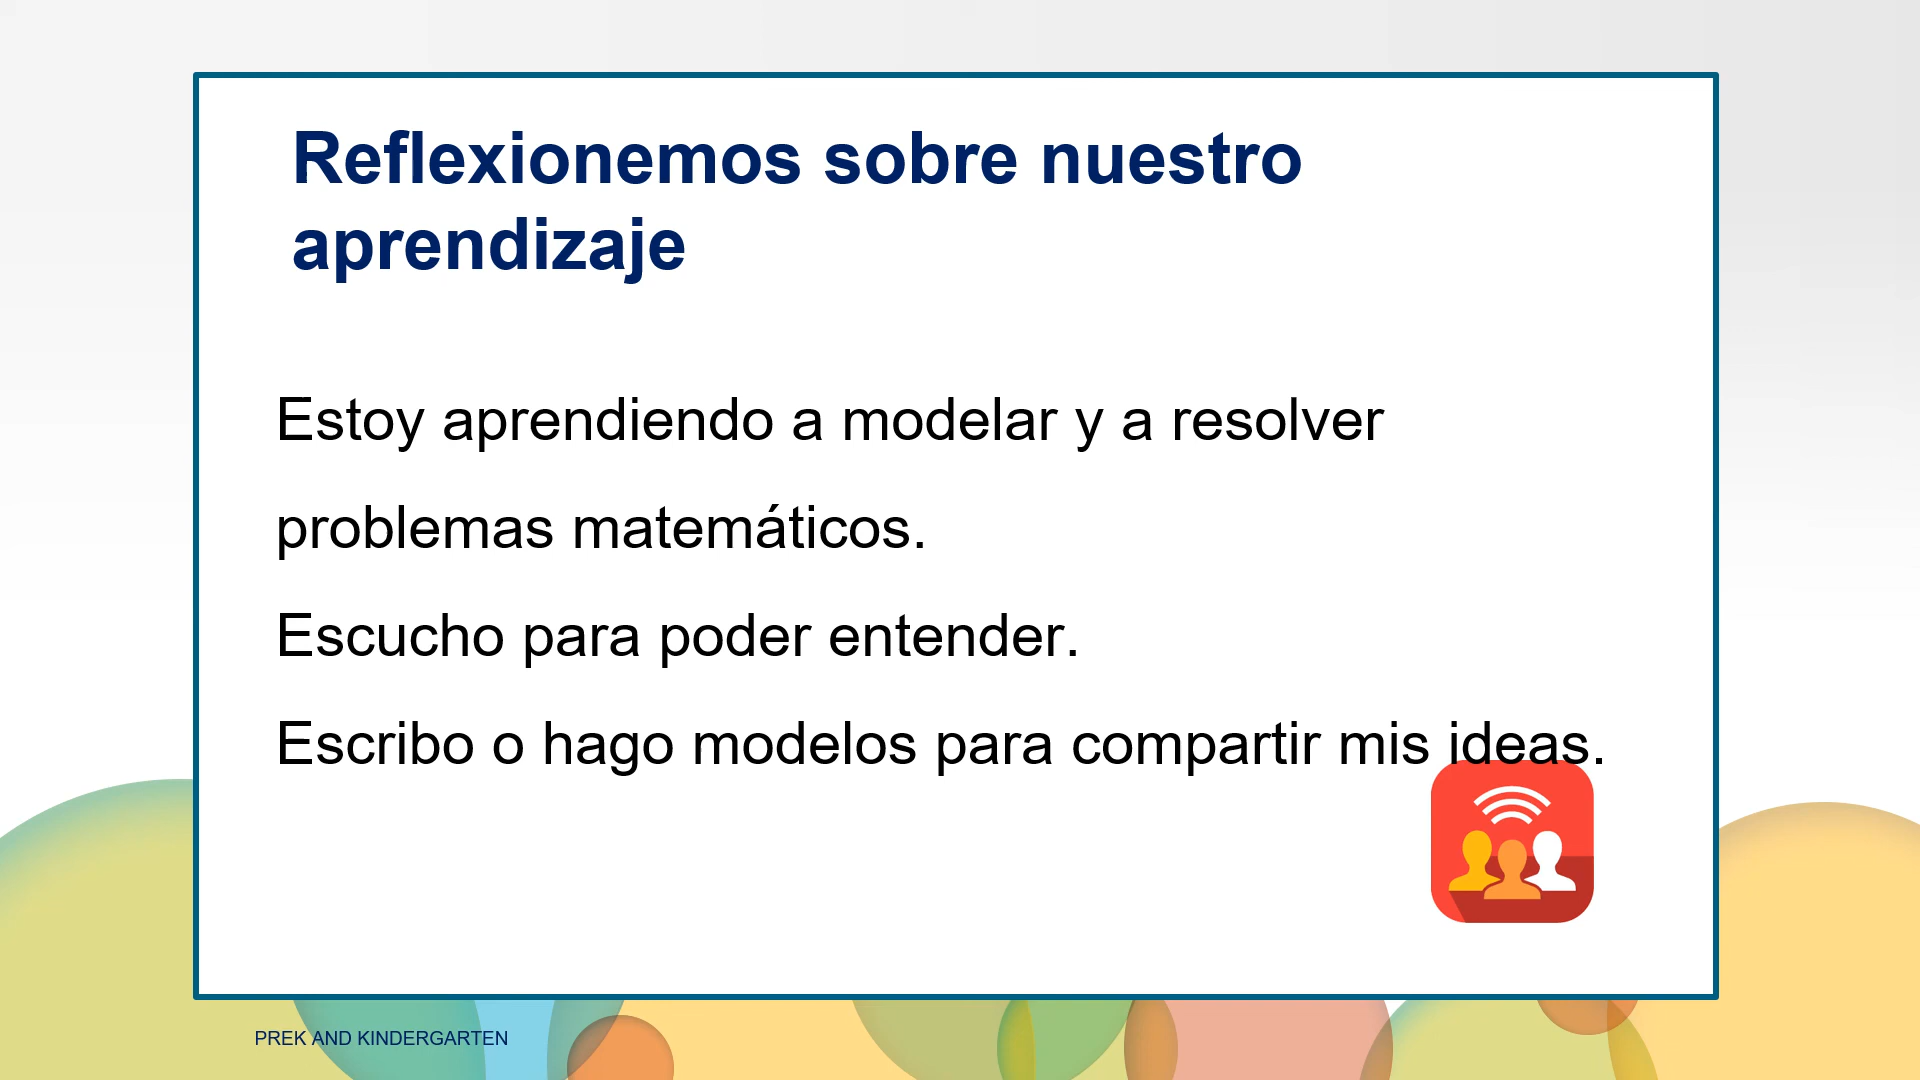 Reflexionemos sobre nuestro
aprendizaje
Estoy aprendiendo a modelar y a resolver
problemas matemáticos.
Escucho para poder entender.
Escribo o hago modelos para compartir mis ideas.
PREK AND KINDERGARTEN